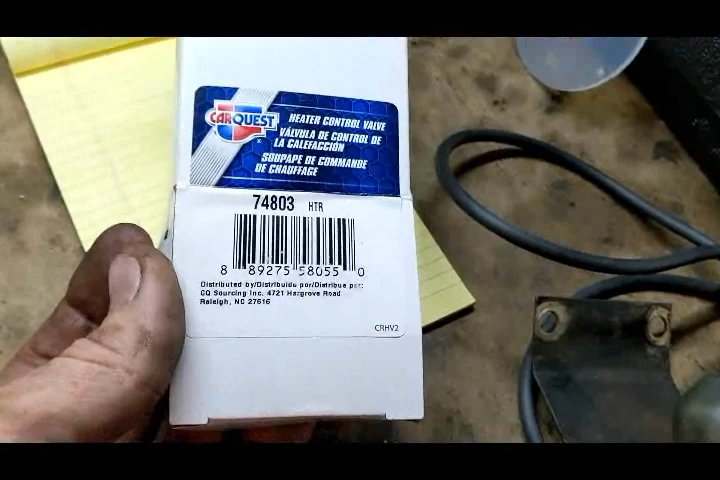 CARQUEST
HEATER CONTROL VALVE
VÁLVULA DE CONTROL DE
LA CALEFACCIÓN
SOUPAPE DE COMMANDE
DE CHAUFFAGE
74803 HTR
8 89275 58055 0
Distributed by/Distribuido por/Distribue par:
CQ Sourcing Inc. 4721 Hargrove Road
Raleigh, NC 27616
CRHV2